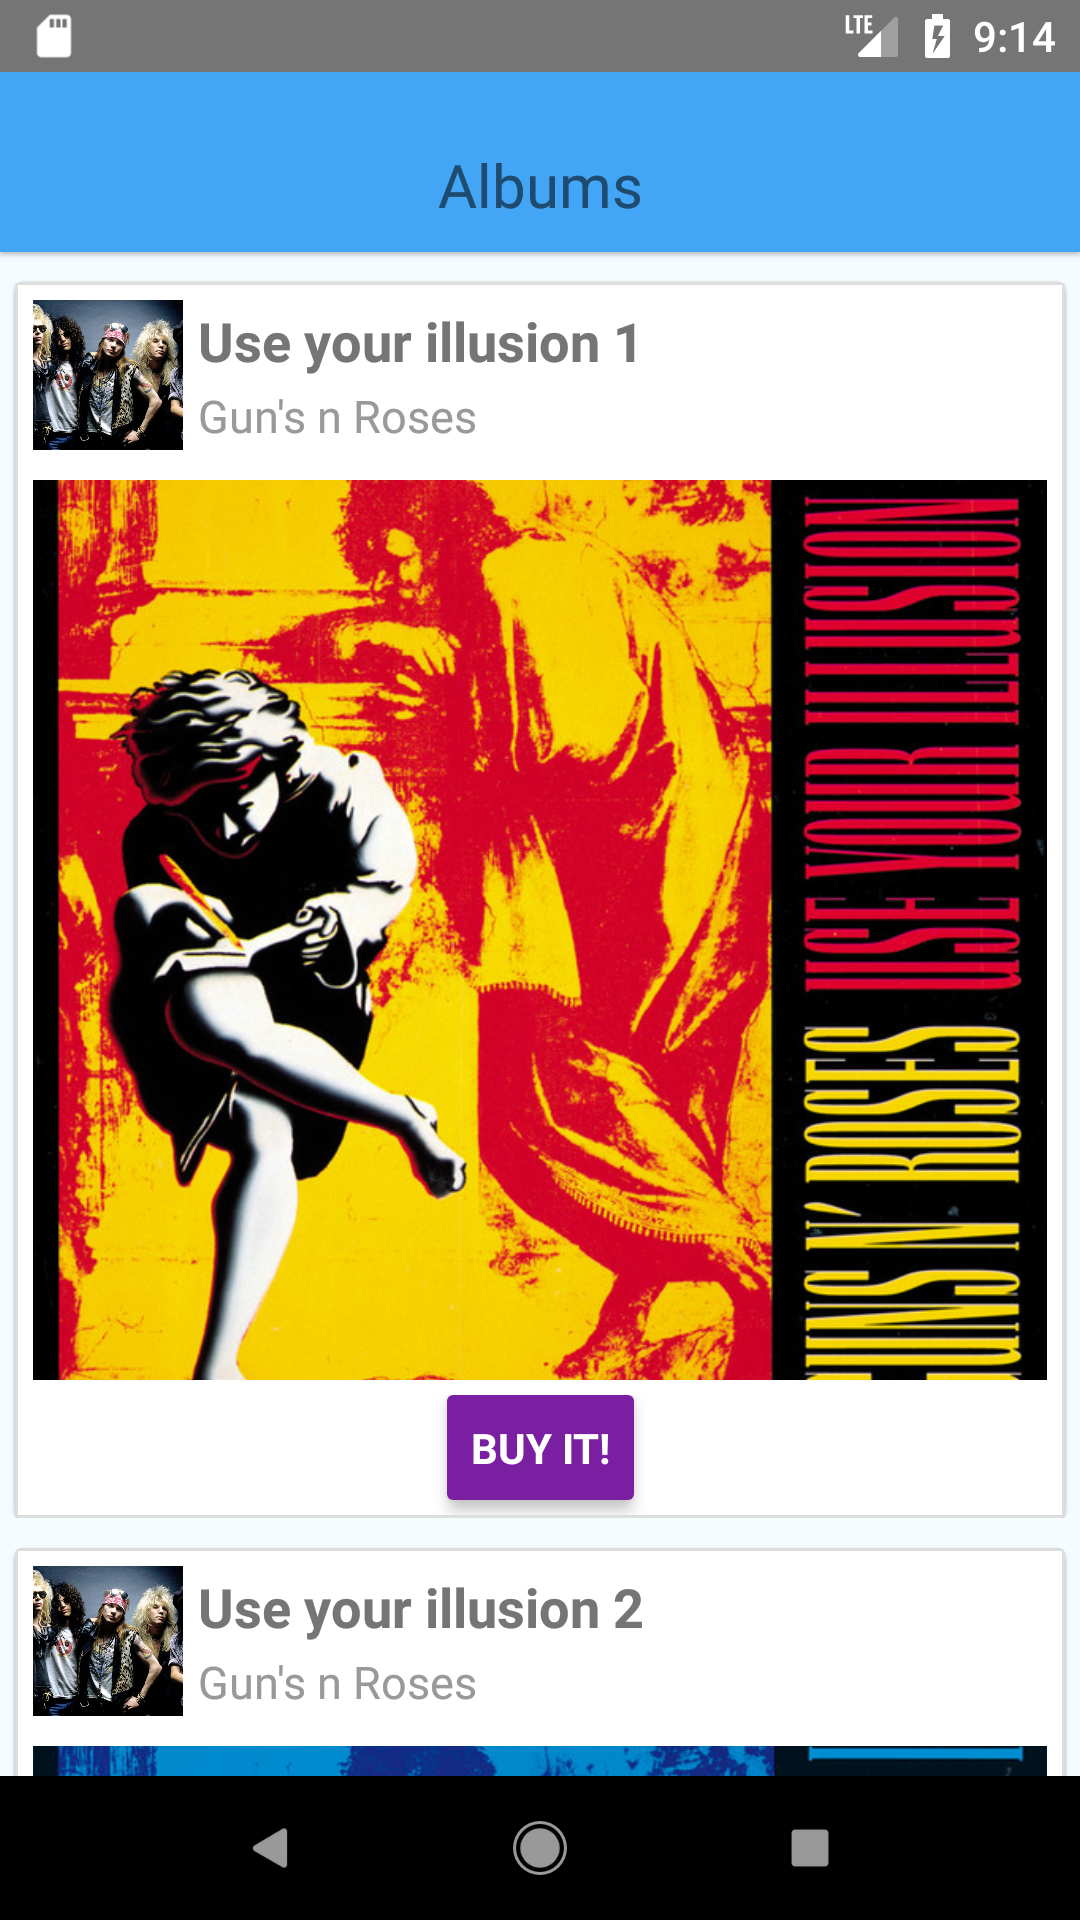 LTE 9:14
Albums
Use your illusion 1
Gun's n Roses
USE YOUR ILLUSION
GUNS N' ROSES
BUY IT!
Use your illusion 2
Gun's n Roses